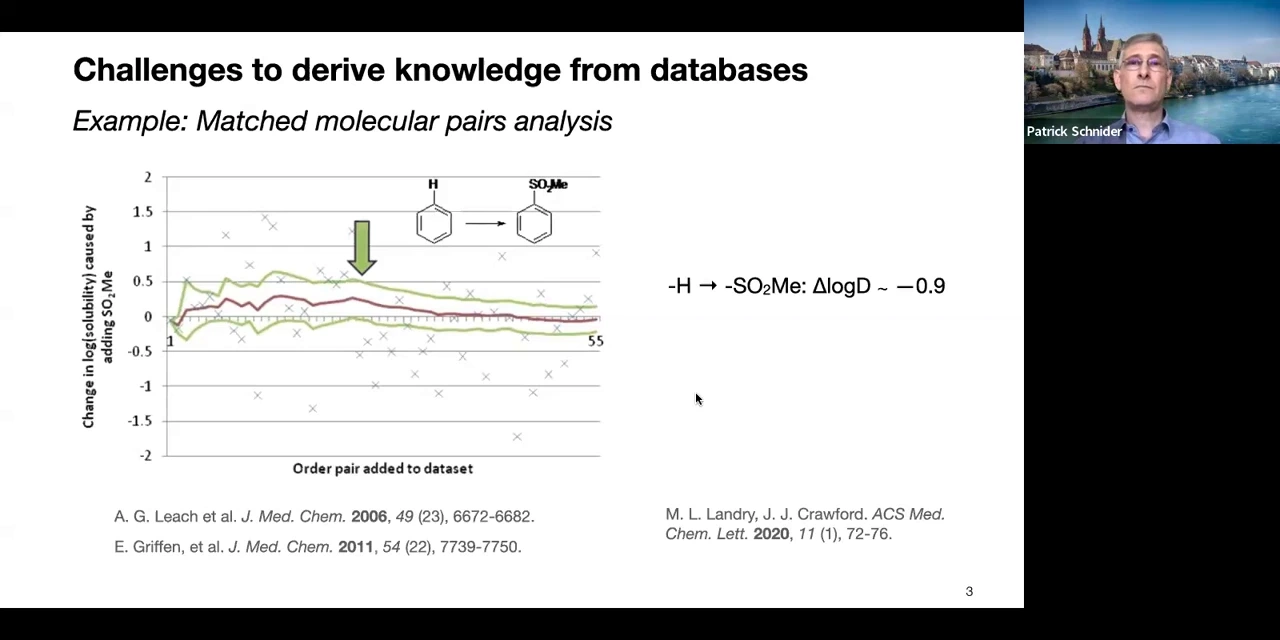 Challenges to derive knowledge from databases
Example: Matched molecular pairs analysis
Patrick Schnider
Change in log(solubility) caused by
adding SO2Me
2
1.5
1
0.5
0
-0.5
-1
-1.5
-2
1
55
H
SO2Me
Order pair added to dataset
-H → -SO₂Me: ΔlogD ~ −0.9
A. G. Leach et al. J. Med. Chem. 2006, 49 (23), 6672-6682.
E. Griffen, et al. J. Med. Chem. 2011, 54 (22), 7739-7750.
M. L. Landry, J. J. Crawford. ACS Med.
Chem. Lett. 2020, 11 (1), 72-76.
3